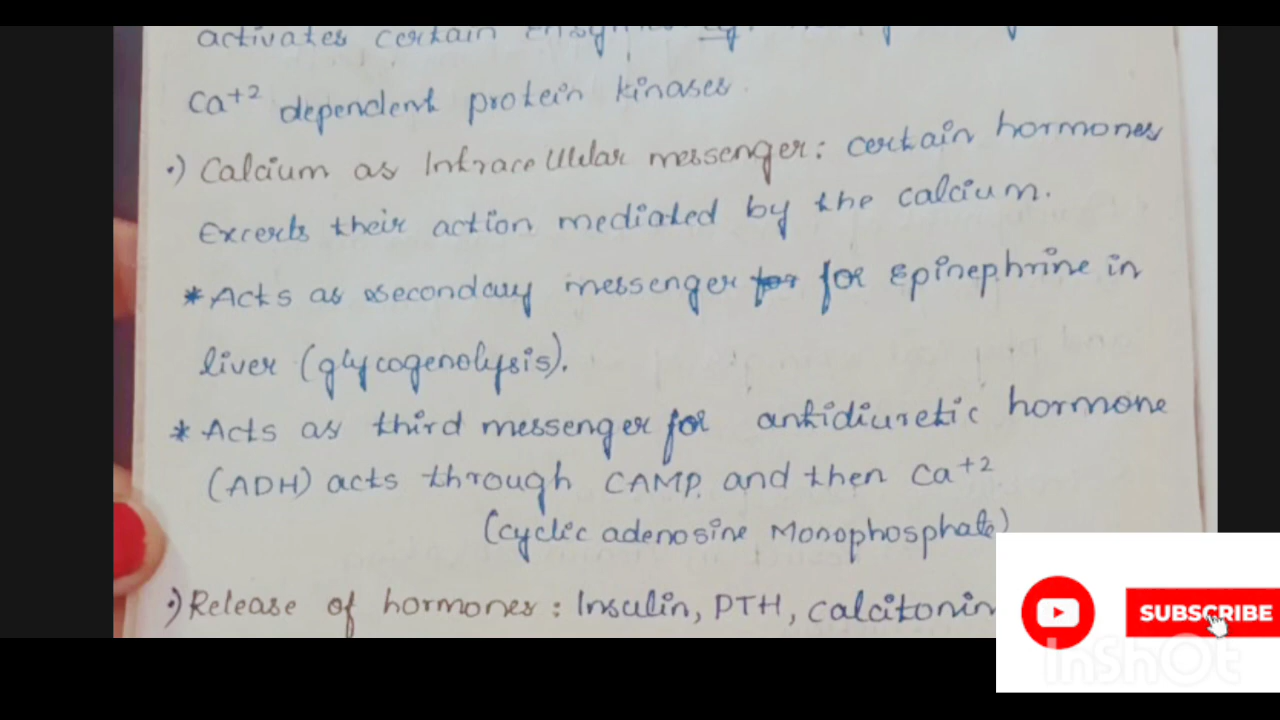 activates certain
Ca+2 dependent protein kinases.
•) Calcium as Intracellular messenger: certain hormones
Excerts their action mediated by the calcium.
* Acts as secondary messenger for for Epinephrine in
liver (glycogenolysis).
* Acts as third messenger for antidiuretic hormone
(ADH) acts through CAMP. and then Ca+2
(cyclic adenosine Monophosphate)
•) Release of hormones: Insulin, PTH, calcitonin
SUBSCRIBE
InShOt